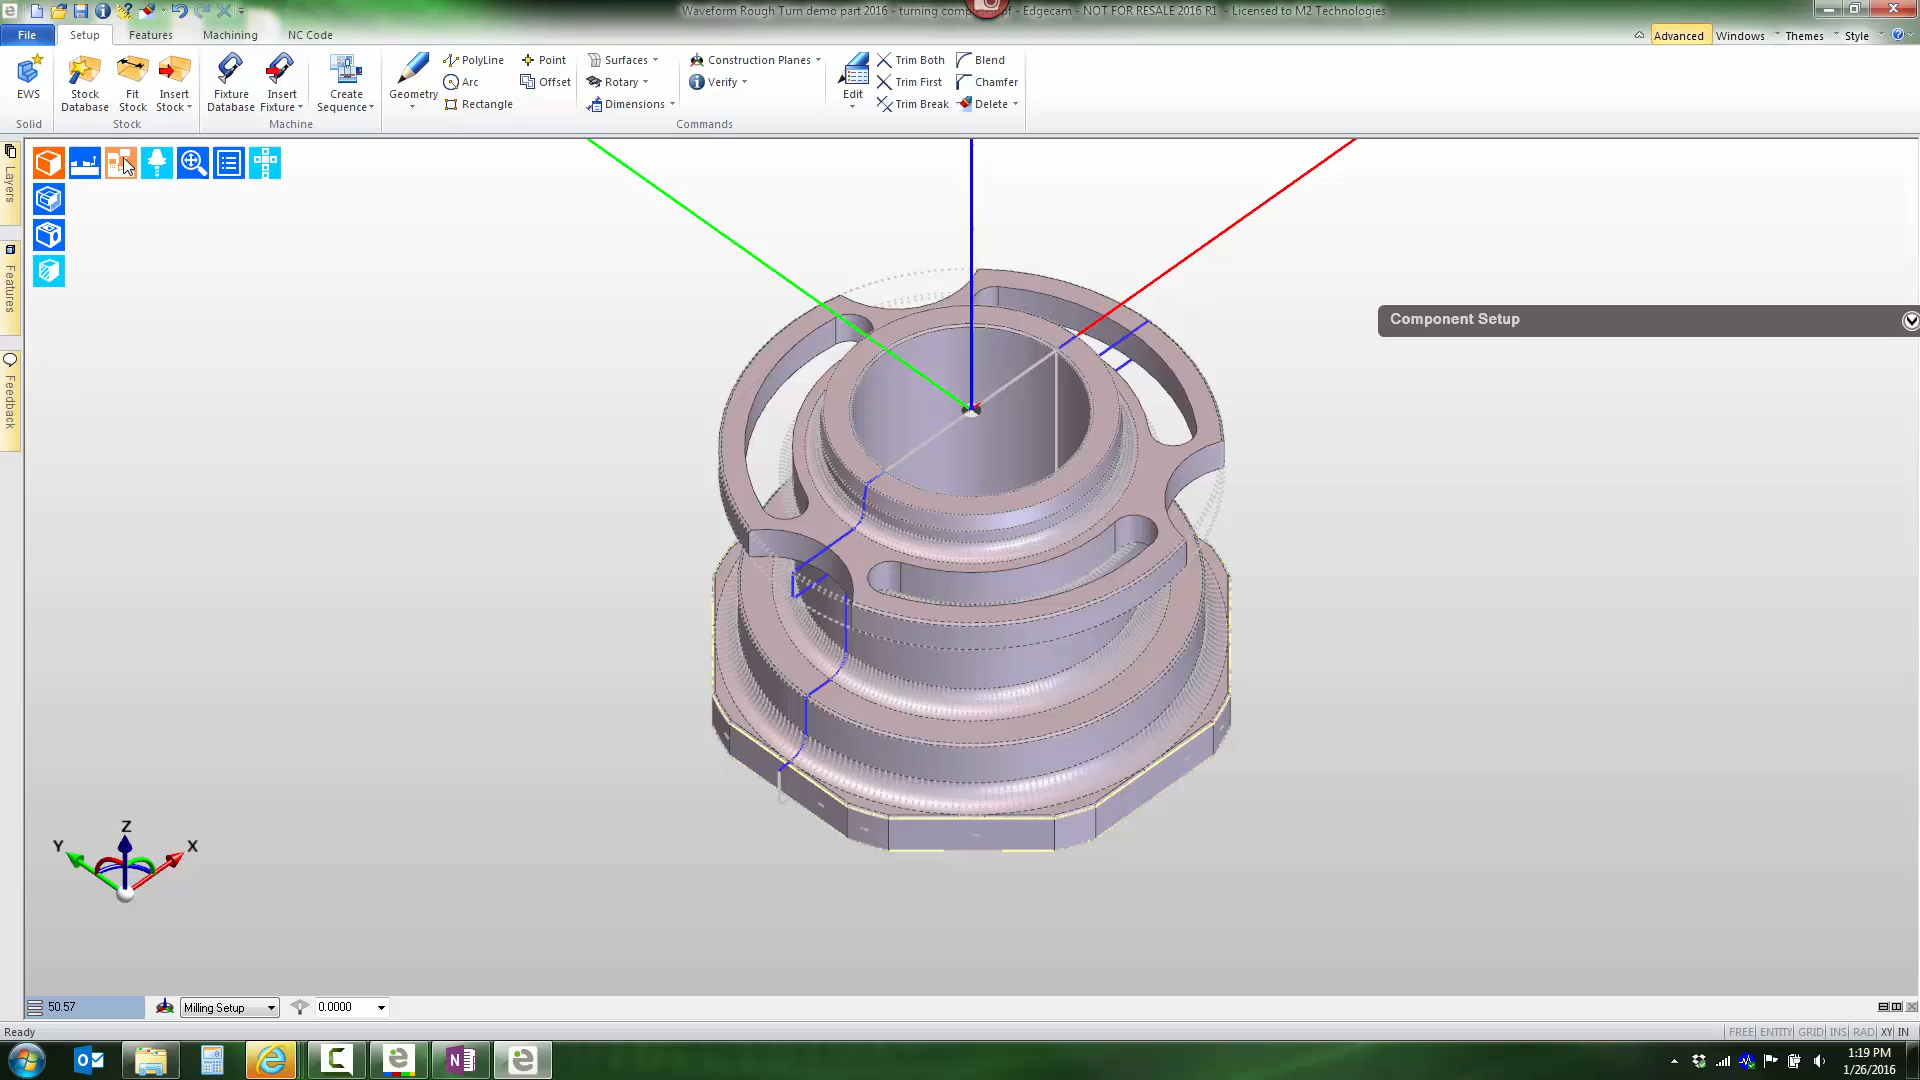 Waveform Rough Turn demo part 2016 - turning comp .pf - Edgecam - NOT FOR RESALE 2016 R1 - Licensed to M2 Technologies
File
Setup
Features
Machining
NC Code
Advanced
Windows
Themes
Style
EWS
Stock Database
Fit Stock
Insert Stock
Fixture Database
Insert Fixture
Create Sequence
Geometry
PolyLine
Arc
Rectangle
Point
Offset
Surfaces
Rotary
Dimensions
Construction Planes
Verify
Edit
Trim Both
Trim First
Trim Break
Blend
Chamfer
Delete
Solid
Stock
Machine
Commands
Layers
Features
Feedback
Component Setup
Z
Y
X
50.57
Milling Setup
0.0000
Ready
FREE ENTITY GRID INS RAD XY IN
1:19 PM
1/26/2016